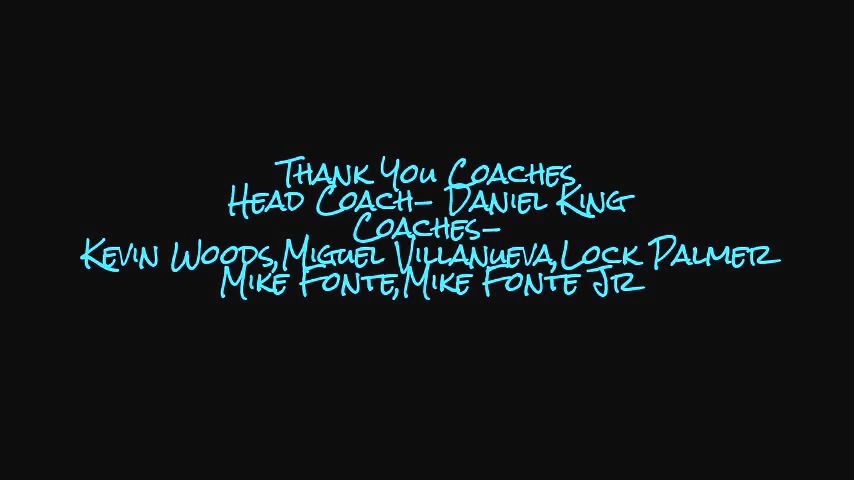 Thank You Coaches
Head Coach- Daniel King
Coaches-
Kevin Woods,Miguel Villanueva,Lock Palmer
Mike Fonte,Mike Fonte Jr